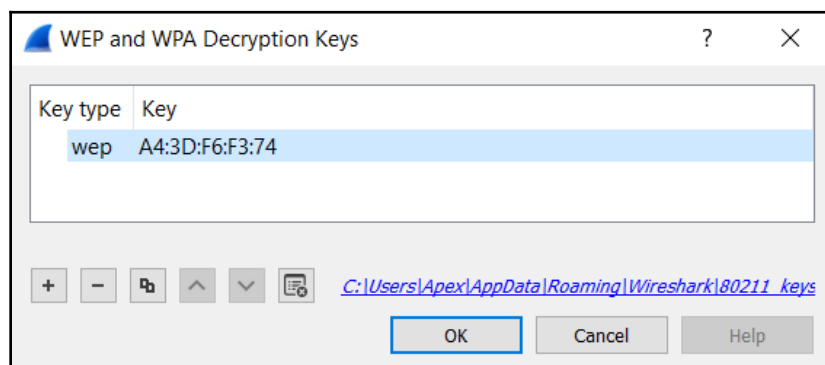 WEP and WPA Decryption Keys ? ×
Key type Key
wep A4:3D:F6:F3:74
+ −
C:|Users|Apex|AppData|Roaming|Wireshark|80211_keys
OK Cancel Help